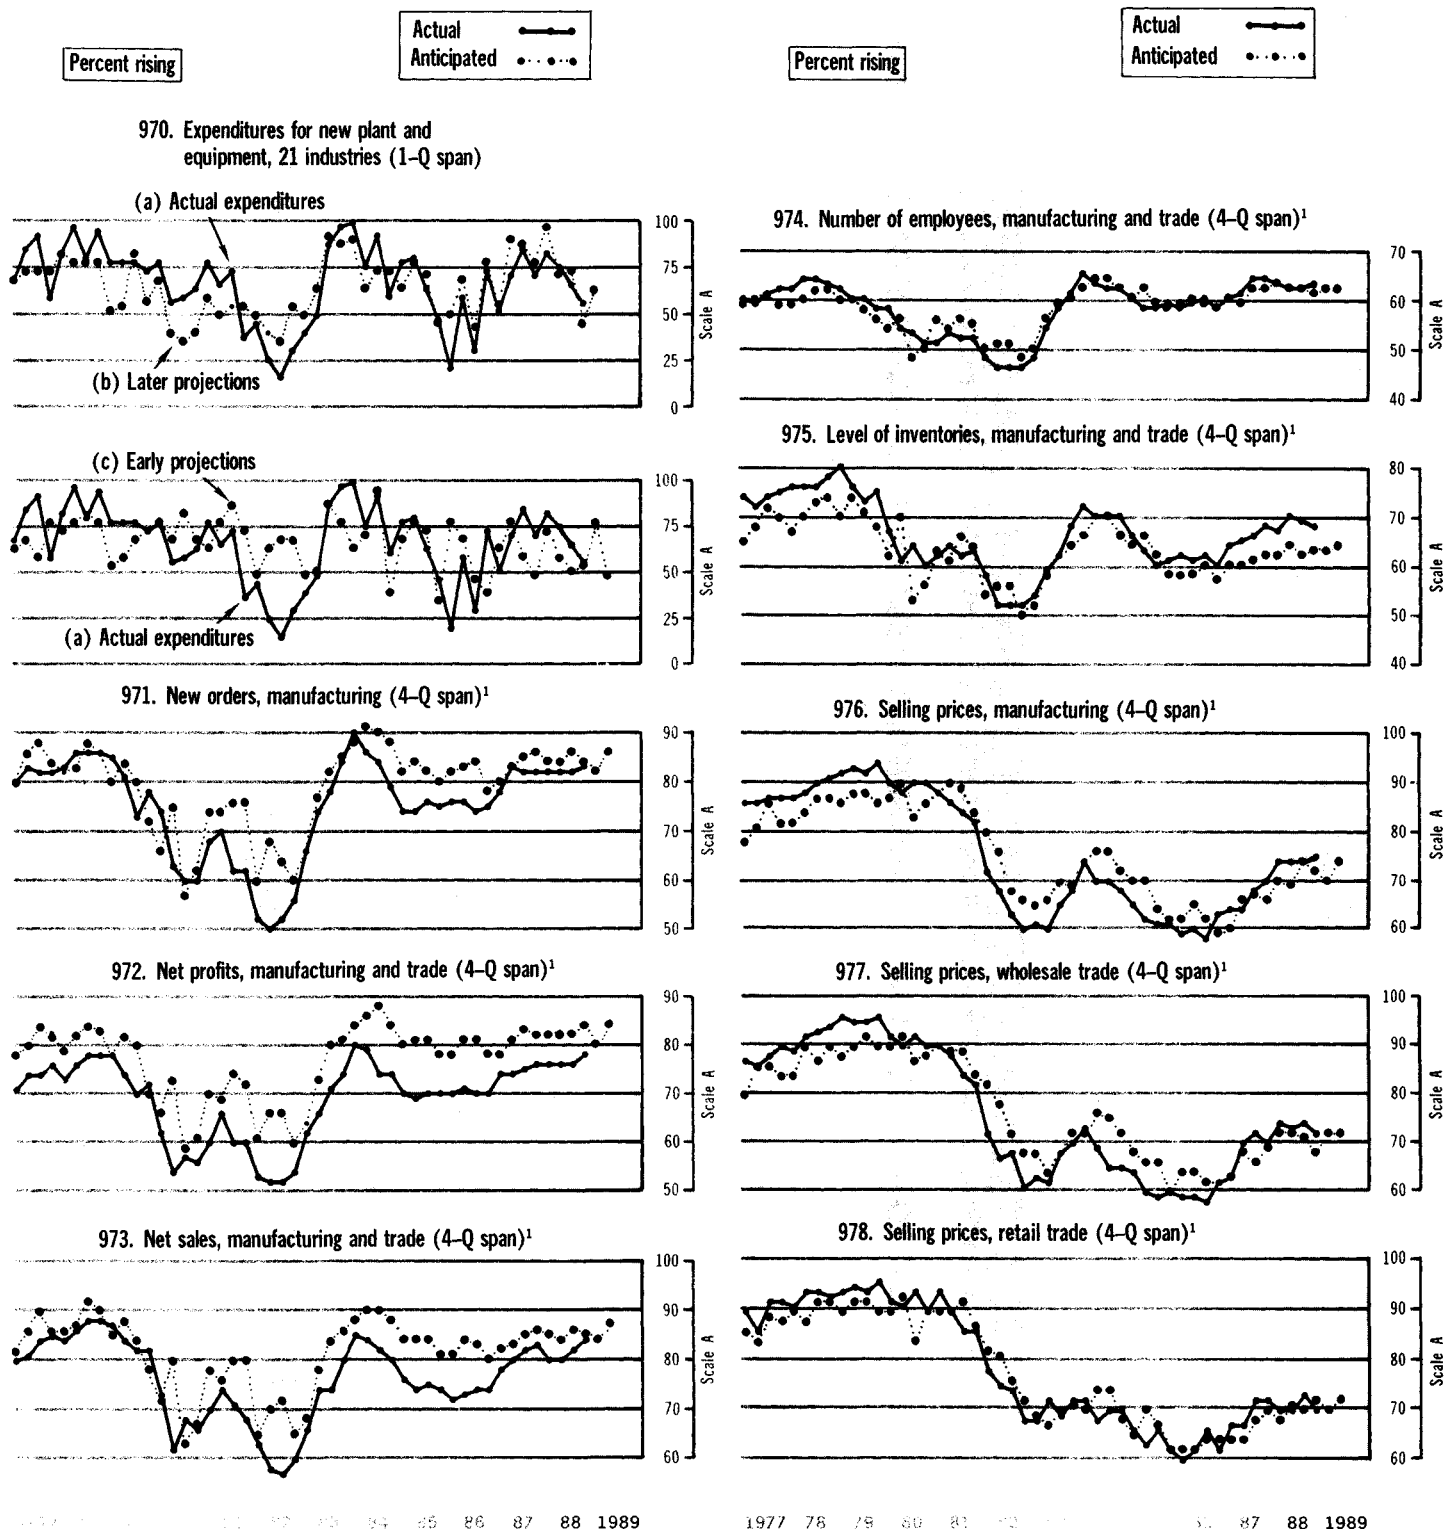 Actual
Anticipated
Percent rising
970. Expenditures for new plant and
equipment, 21 industries (1-Q span)
(a) Actual expenditures
100
75
50
25
0
Scale A
(b) Later projections
(c) Early projections
100
75
50
25
0
Scale A
(a) Actual expenditures
971. New orders, manufacturing (4-Q span)¹
90
80
70
60
50
Scale A
972. Net profits, manufacturing and trade (4-Q span)¹
90
80
70
60
50
Scale A
973. Net sales, manufacturing and trade (4-Q span)¹
100
90
80
70
60
Scale A
84 85 86 87 88 1989
Actual
Anticipated
Percent rising
974. Number of employees, manufacturing and trade (4-Q span)¹
70
60
50
40
Scale A
975. Level of inventories, manufacturing and trade (4-Q span)¹
80
70
60
50
40
Scale A
976. Selling prices, manufacturing (4-Q span)¹
100
90
80
70
60
Scale A
977. Selling prices, wholesale trade (4-Q span)¹
100
90
80
70
60
Scale A
978. Selling prices, retail trade (4-Q span)¹
100
90
80
70
60
Scale A
1977 78 79 80 81 87 88 1989